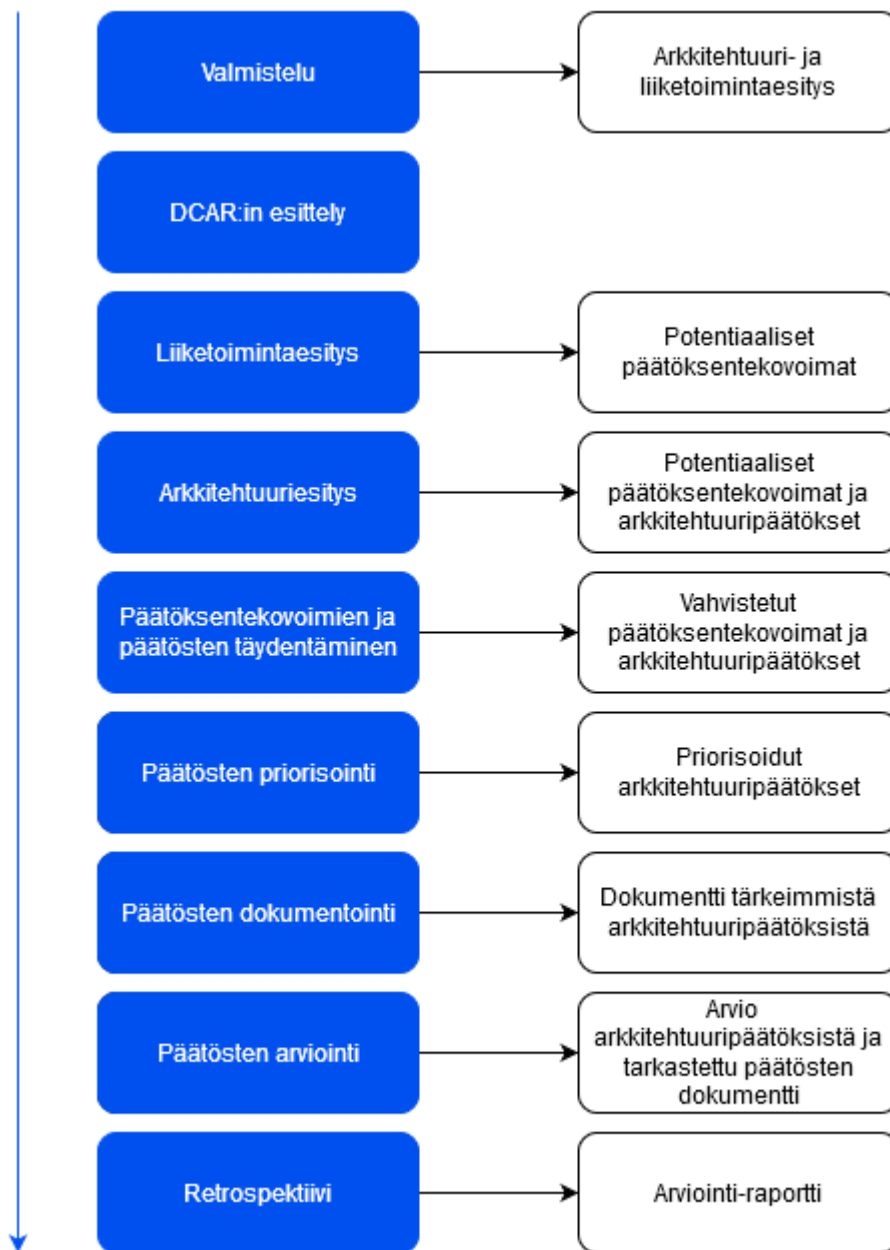 Valmistelu
Arkkitehtuuri- ja
liiketoimintaesitys
DCAR:in esittely
Liiketoimintaesitys
Potentiaaliset
päätöksentekovoimat
Arkkitehtuuriesitys
Potentiaaliset
päätöksentekovoimat ja
arkkitehtuuripäätökset
Päätöksentekovoimien ja
päätösten täydentäminen
Vahvistetut
päätöksentekovoimat ja
arkkitehtuuripäätökset
Päätösten priorisointi
Priorisoidut
arkkitehtuuripäätökset
Päätösten dokumentointi
Dokumentti tärkeimmistä
arkkitehtuuripäätöksistä
Päätösten arviointi
Arvio
arkkitehtuuripäätöksistä ja
tarkastettu päätösten
dokumentti
Retrospektiivi
Arviointi-raportti